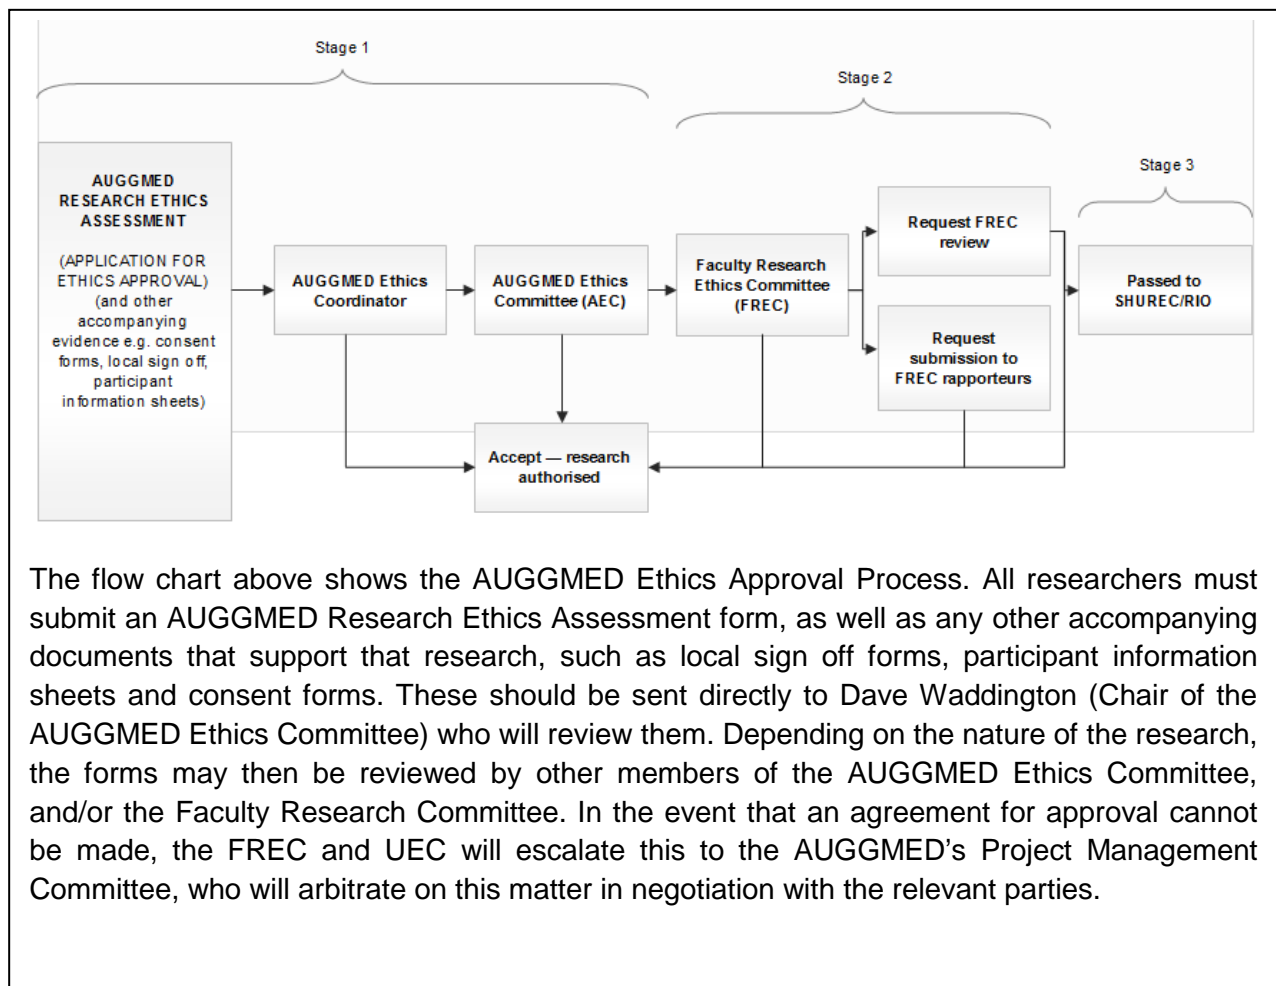 Stage 1
Stage 2
Stage 3
AUGGMED
RESEARCH ETHICS
ASSESSMENT
(APPLICATION FOR
ETHICS APPROVAL)
(and other
accompanying
evidence e.g. consent
forms, local sign off,
participant
information sheets)
AUGGMED Ethics
Coordinator
AUGGMED Ethics
Committee (AEC)
Faculty Research
Ethics Committee
(FREC)
Request FREC
review
Request
submission to
FREC rapporteurs
Passed to
SHUREC/RIO
Accept — research
authorised
The flow chart above shows the AUGGMED Ethics Approval Process. All researchers must
submit an AUGGMED Research Ethics Assessment form, as well as any other accompanying
documents that support that research, such as local sign off forms, participant information
sheets and consent forms. These should be sent directly to Dave Waddington (Chair of the
AUGGMED Ethics Committee) who will review them. Depending on the nature of the research,
the forms may then be reviewed by other members of the AUGGMED Ethics Committee,
and/or the Faculty Research Committee. In the event that an agreement for approval cannot
be made, the FREC and UEC will escalate this to the AUGGMED's Project Management
Committee, who will arbitrate on this matter in negotiation with the relevant parties.